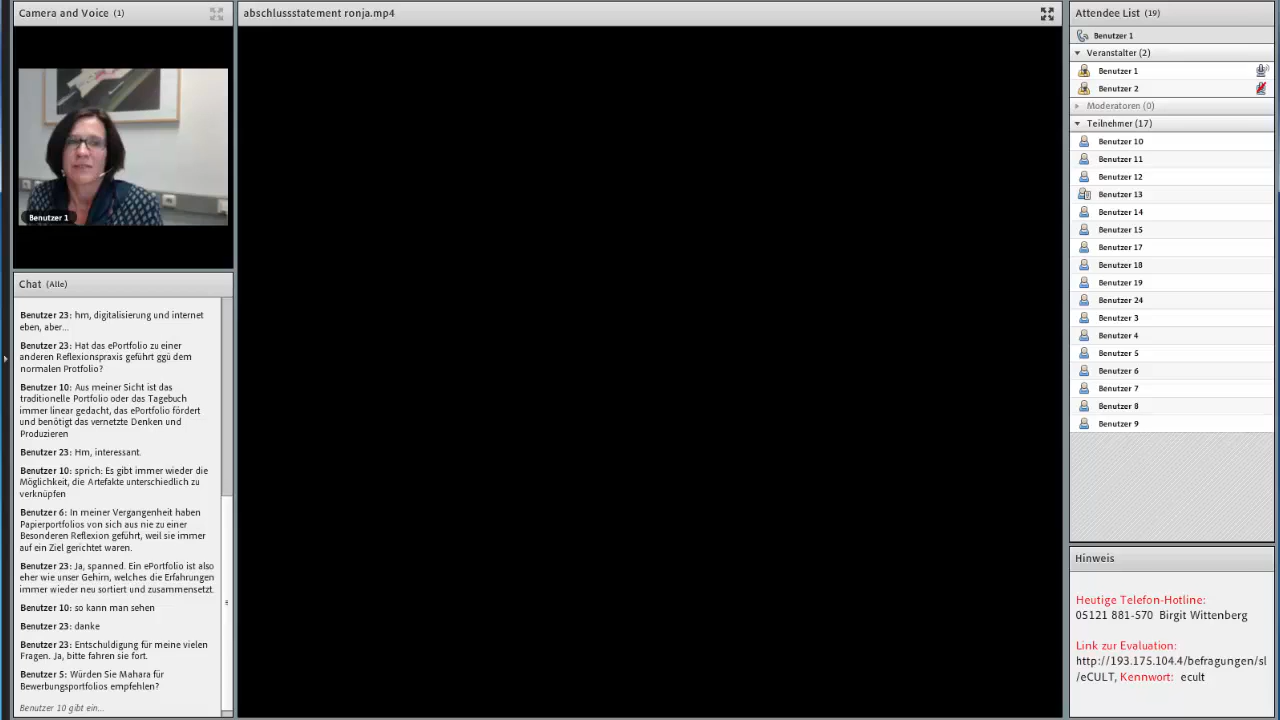 Camera and Voice (1)
Benutzer 1
Chat (Alle)
Benutzer 23: hm, digitalisierung und internet
eben, aber...
Benutzer 23: Hat das ePortfolio zu einer
anderen Reflexionspraxis geführt ggü dem
normalen Protfolio?
Benutzer 10: Aus meiner Sicht ist das
traditionelle Portfolio oder das Tagebuch
immer linear gedacht, das ePortfolio fördert
und benötigt das vernetzte Denken und
Produzieren
Benutzer 23: Hm, interessant.
Benutzer 10: sprich: Es gibt immer wieder die
Möglichkeit, die Artefakte unterschiedlich zu
verknüpfen
Benutzer 6: In meiner Vergangenheit haben
Papierportfolios von sich aus nie zu einer
Besonderen Reflexion geführt, weil sie immer
auf ein Ziel gerichtet waren.
Benutzer 23: Ja, spanned. Ein ePortfolio ist also
eher wie unser Gehirn, welches die Erfahrungen
immer wieder neu sortiert und zusammensetzt.
Benutzer 10: so kann man sehen
Benutzer 23: danke
Benutzer 23: Entschuldigung für meine vielen
Fragen. Ja, bitte fahren sie fort.
Benutzer 5: Würden Sie Mahara für
Bewerbungsportfolios empfehlen?
Benutzer 10 gibt ein...
abschlussstatement ronja.mp4
Attendee List (19)
Benutzer 1
Veranstalter (2)
Benutzer 1
Benutzer 2
Moderatoren (0)
Teilnehmer (17)
Benutzer 10
Benutzer 11
Benutzer 12
Benutzer 13
Benutzer 14
Benutzer 15
Benutzer 17
Benutzer 18
Benutzer 19
Benutzer 24
Benutzer 3
Benutzer 4
Benutzer 5
Benutzer 6
Benutzer 7
Benutzer 8
Benutzer 9
Hinweis
Heutige Telefon-Hotline:
05121 881-570 Birgit Wittenberg
Link zur Evaluation:
http://193.175.104.4/befragungen/sl
/eCULT, Kennwort: ecult